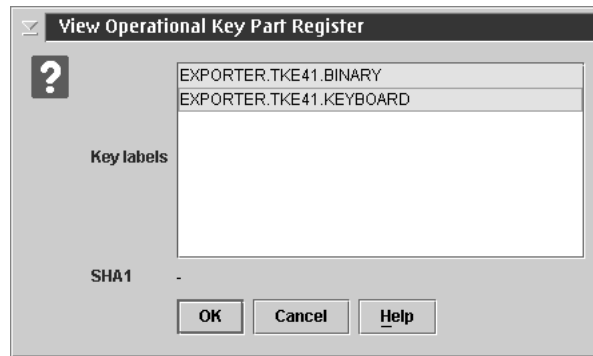 View Operational Key Part Register
?
EXPORTER.TKE41.BINARY
EXPORTER.TKE41.KEYBOARD
Key labels
SHA1 -
OK Cancel Help